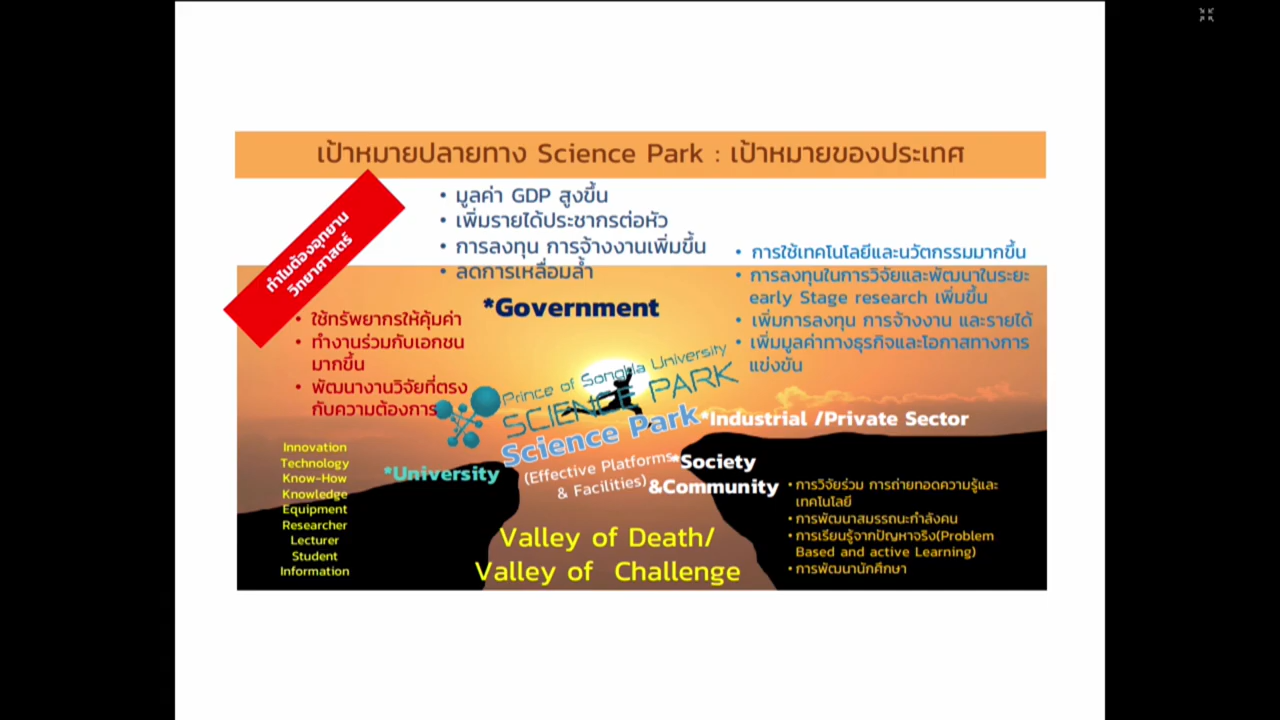 เป้าหมายปลายทาง Science Park : เป้าหมายของประเทศ
ทำไมต้องอุทยาน
วิทยาศาสตร์
• มูลค่า GDP สูงขึ้น
• เพิ่มรายได้ประชากรต่อหัว
• การลงทุน การจ้างงานเพิ่มขึ้น
• ลดการเหลื่อมล้ำ
*Government
• การใช้เทคโนโลยีและนวัตกรรมมากขึ้น
• การลงทุนในการวิจัยและพัฒนาในระยะ
early Stage research เพิ่มขึ้น
• เพิ่มการลงทุน การจ้างงาน และรายได้
• เพิ่มมูลค่าทางธุรกิจและโอกาสทางการ
แข่งขัน
• ใช้ทรัพยากรให้คุ้มค่า
• ทำงานร่วมกับเอกชน
มากขึ้น
• พัฒนางานวิจัยที่ตรง
กับความต้องการ
Prince of Songkla University
SCIENCE PARK
Science Park
(Effective Platforms
& Facilities)
*Industrial /Private Sector
*University
*Society
&Community
Innovation
Technology
Know-How
Knowledge
Equipment
Researcher
Lecturer
Student
Information
Valley of Death/
Valley of Challenge
• การวิจัยร่วม การถ่ายทอดความรู้และ
เทคโนโลยี
• การพัฒนาสมรรถนะกำลังคน
• การเรียนรู้จากปัญหาจริง(Problem
Based and active Learning)
• การพัฒนานักศึกษา